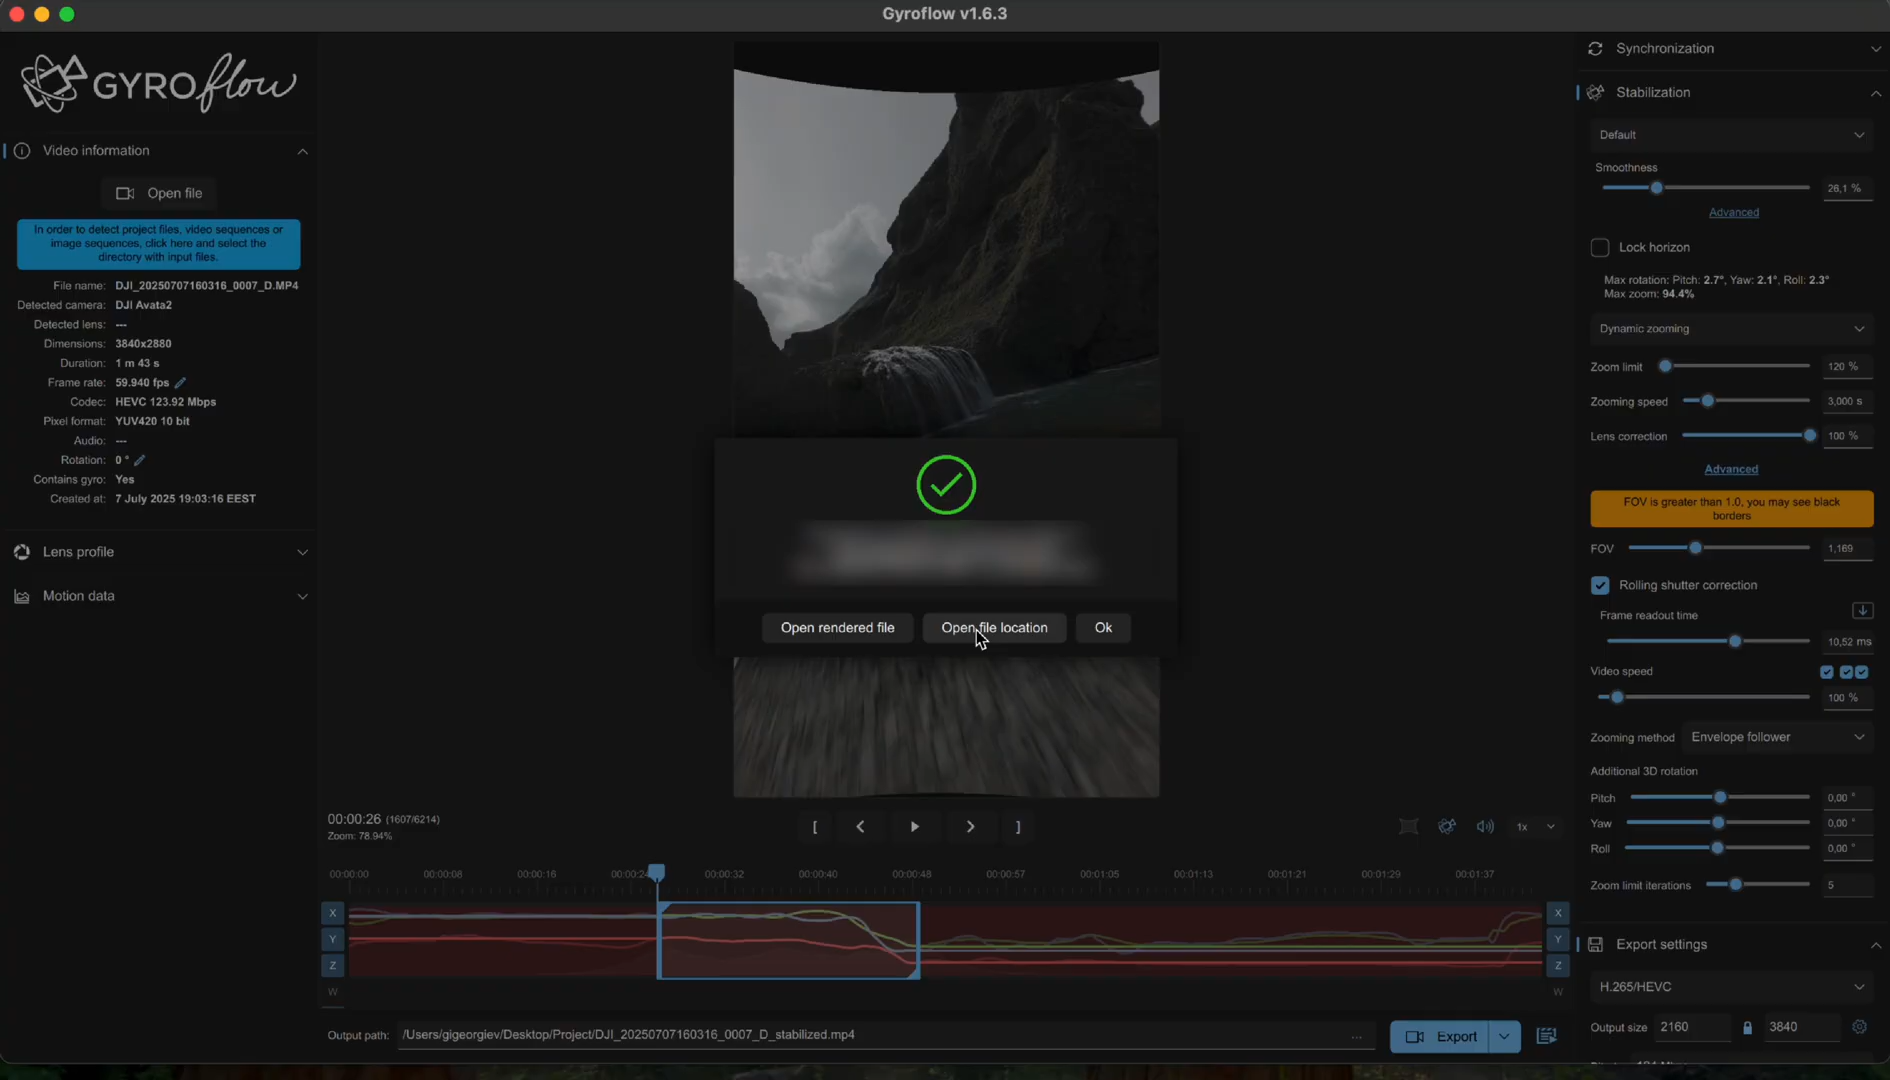 Gyroflow v1.6.3
GYROflow
Video information
Open file
In order to detect project files, video sequences or
image sequences, click here and select the
directory with input files.
File name: DJI_20250707160316_0007_D.MP4
Detected camera: DJI Avata2
Detected lens: ---
Dimensions: 3840x2880
Duration: 1 m 43 s
Frame rate: 59.940 fps
Codec: HEVC 123.92 Mbps
Pixel format: YUV420 10 bit
Audio: ---
Rotation: 0 °
Contains gyro: Yes
Created at: 7 July 2025 19:03:16 EEST
Lens profile
Motion data
Open rendered file
Open file location
Ok
00:00:26 (1607/6214)
Zoom: 78.94%
[
]
1x
00:00:00 00:00:08 00:00:16 00:00:24 00:00:32 00:00:40 00:00:48 00:00:57 00:01:05 00:01:13 00:01:21 00:01:29 00:01:37
X X
Y Y
Z Z
W W
Output path: /Users/gigeorgiev/Desktop/Project/DJI_20250707160316_0007_D_stabilized.mp4 ...
Export
Synchronization
Stabilization
Default
Smoothness
26,1 %
Advanced
Lock horizon
Max rotation: Pitch: 2.7°, Yaw: 2.1°, Roll: 2.3°
Max zoom: 94.4%
Dynamic zooming
Zoom limit 120 %
Zooming speed 3,000 s
Lens correction 100 %
Advanced
FOV is greater than 1.0, you may see black
borders
FOV 1,169
Rolling shutter correction
Frame readout time
10,52 ms
Video speed
100 %
Zooming method Envelope follower
Additional 3D rotation
Pitch 0,00 °
Yaw 0,00 °
Roll 0,00 °
Zoom limit iterations 5
Export settings
H.265/HEVC
Output size 2160 3840